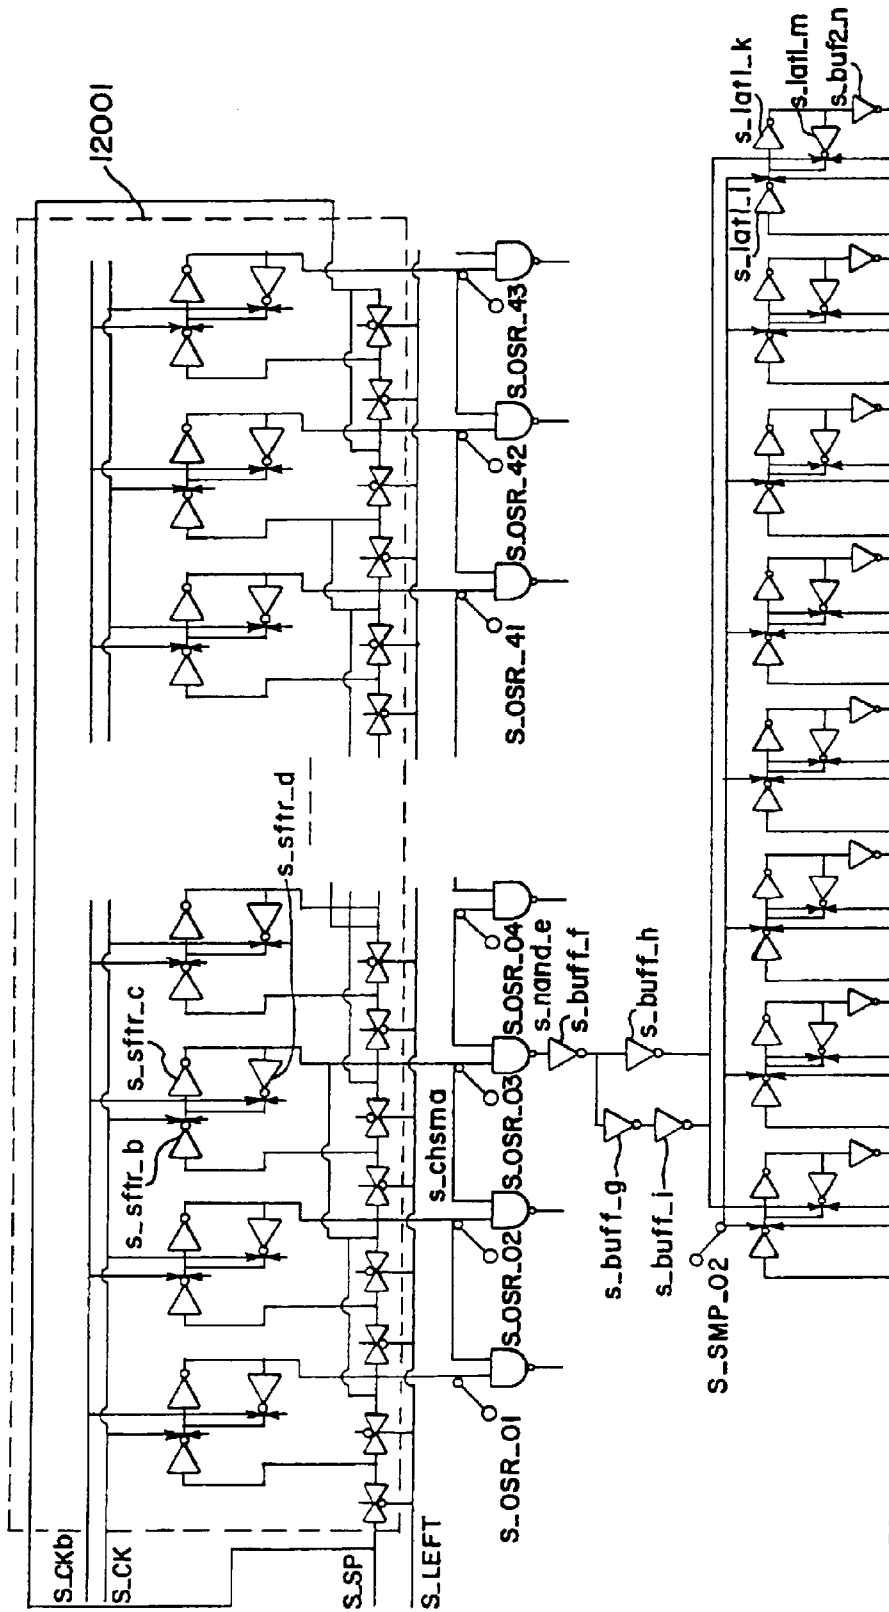 12001
S_CKb
S_CK
s_sftr_b
s_sftr_c
s_sftr_d
S_SP
S_LEFT
s_chsma
S_OSR_01
S_OSR_02
S_OSR_03
S_OSR_04
S_OSR_41
S_OSR_42
S_OSR_43
s_nand_e
s_buff_f
s_buff_g
s_buff_h
s_buff_i
S_SMP_02
s_latl_j
s_latl_k
s_latl_m
s_buf2_n